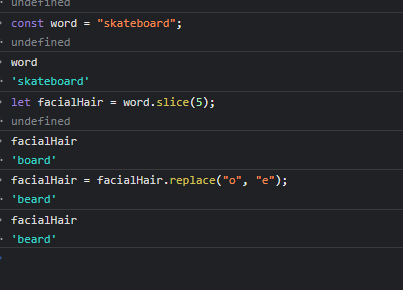 undefined
const word = "skateboard";
undefined
word
'skateboard'
let facialHair = word.slice(5);
undefined
facialHair
'board'
facialHair = facialHair.replace("o", "e");
'beard'
facialHair
'beard'